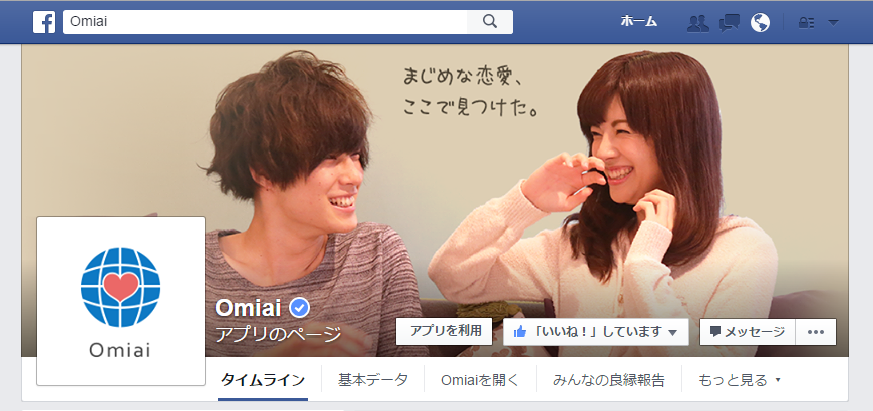 Omiai
ホーム
まじめな恋愛、
ここで見つけた。
Omiai
Omiai
アプリのページ
アプリを利用
「いいね！」しています
メッセージ
タイムライン
基本データ
Omiaiを開く
みんなの良縁報告
もっと見る